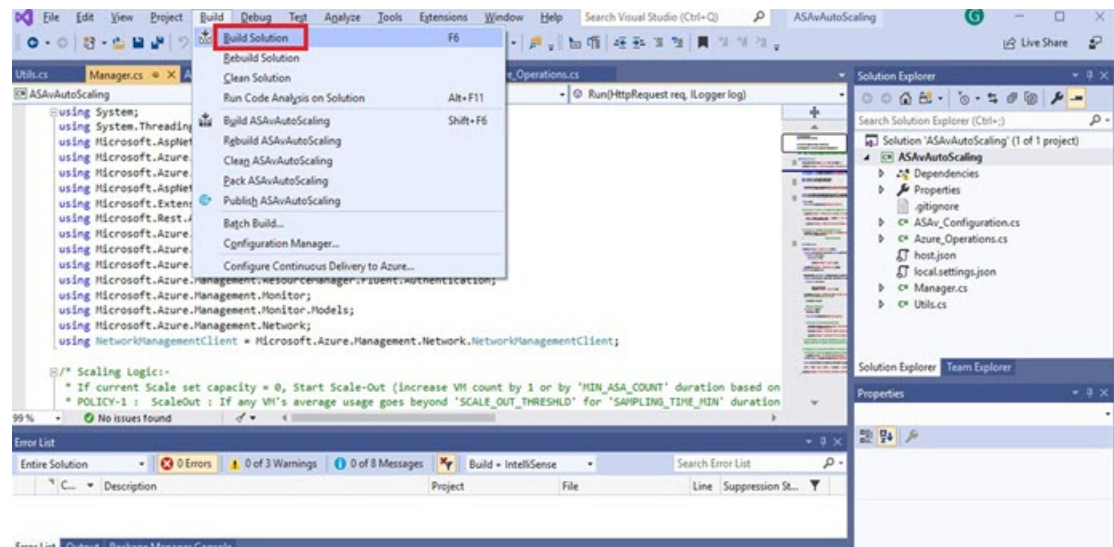 File Edit View Project Build Debug Test Analyze Tools Extensions Window Help Search Visual Studio (Ctrl+Q) ASAvAutoScaling G
Live Share
Utils.cs Manager.cs A e_Operations.cs
ASAvAutoScaling Run(HttpRequest req, ILogger log)
Build Solution F6
Rebuild Solution
Clean Solution
Run Code Analysis on Solution Alt+F11
Build ASAvAutoScaling Shift+F6
Rebuild ASAvAutoScaling
Clean ASAvAutoScaling
Pack ASAvAutoScaling
Publish ASAvAutoScaling
Batch Build...
Configuration Manager...
Configure Continuous Delivery to Azure...
using System;
using System.Threading
using Microsoft.AspNet
using Microsoft.Azure.
using Microsoft.Azure.
using Microsoft.AspNet
using Microsoft.Extens
using Microsoft.Rest.A
using Microsoft.Azure.
using Microsoft.Azure.
using Microsoft.Azure.
using Microsoft.Azure.Management.ResourceManager.Fluent.Authentication;
using Microsoft.Azure.Management.Monitor;
using Microsoft.Azure.Management.Monitor.Models;
using Microsoft.Azure.Management.Network;
using NetworkManagementClient = Microsoft.Azure.Management.Network.NetworkManagementClient;
/* Scaling Logic:-
* If current Scale set capacity = 0, Start Scale-Out (increase VM count by 1 or by 'MIN_ASA_COUNT' duration based on
* POLICY-1 : ScaleOut : If any VM's average usage goes beyond 'SCALE_OUT_THRESHLD' for 'SAMPLING_TIME_MIN' duration
99 % No issues found
Solution Explorer
Search Solution Explorer (Ctrl+;)
Solution 'ASAvAutoScaling' (1 of 1 project)
ASAvAutoScaling
Dependencies
Properties
.gitignore
ASAv_Configuration.cs
Azure_Operations.cs
host.json
local.settings.json
Manager.cs
Utils.cs
Solution Explorer Team Explorer
Properties
Error List
Entire Solution 0 Errors 0 of 3 Warnings 0 of 8 Messages Build + IntelliSense Search Error List
C... Description Project File Line Suppression St...
Error List Output Package Manager Console